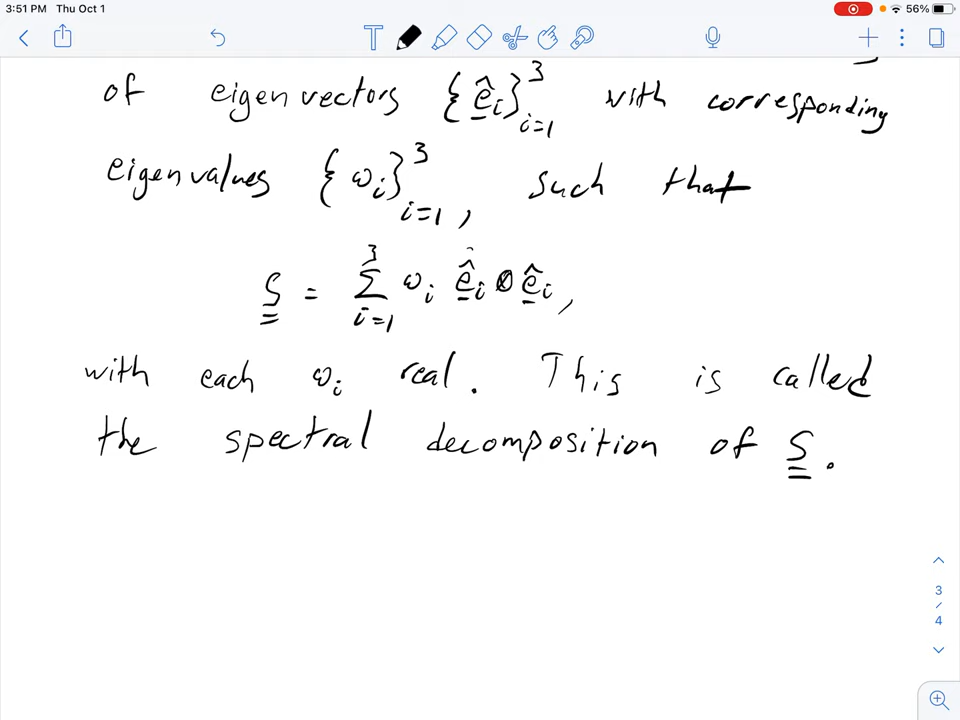 3:51 PM Thu Oct 1 56%
of eigenvectors {ê_i}_{i=1}^3 with corresponding
eigenvalues {ω_i}_{i=1}^3, such that
S = Σ_{i=1}^3 ω_i ê_i ⊗ ê_i,
with each ω_i real. This is called
the spectral decomposition of S.
3
/
4